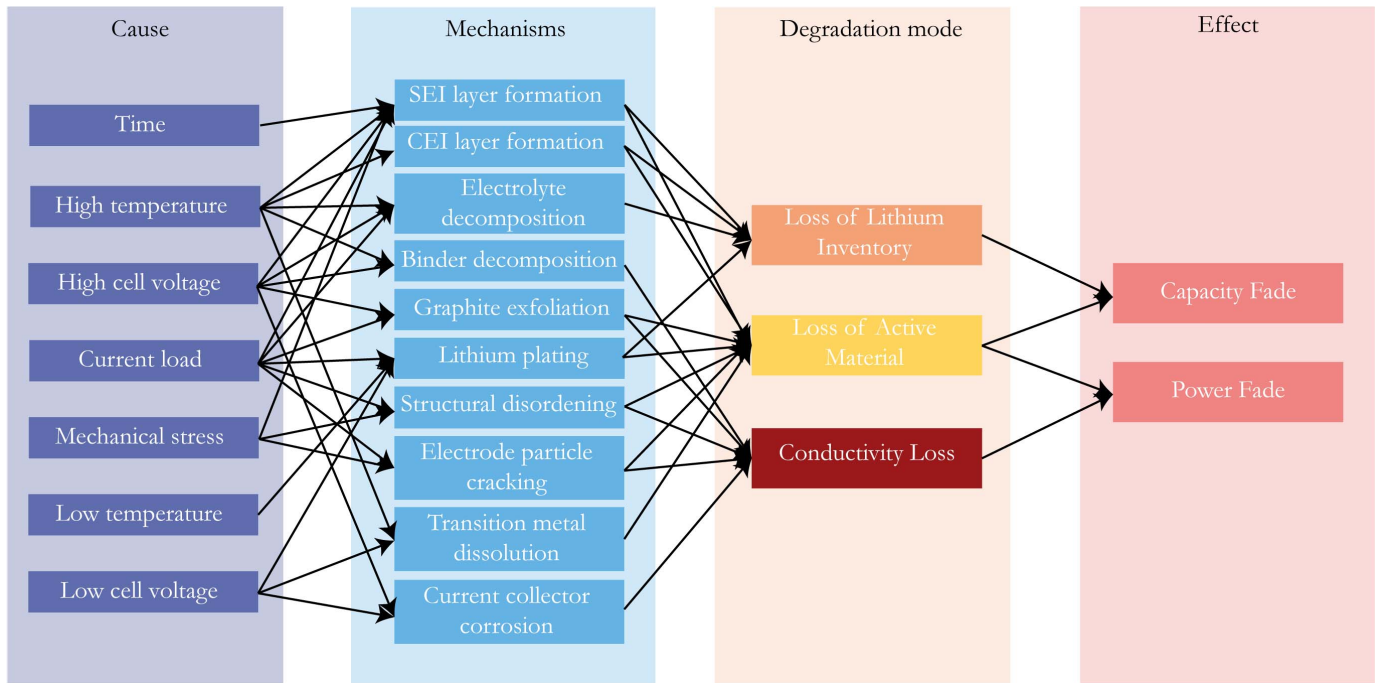 Cause
Time
High temperature
High cell voltage
Current load
Mechanical stress
Low temperature
Low cell voltage
Mechanisms
SEI layer formation
CEI layer formation
Electrolyte
decomposition
Binder decomposition
Graphite exfoliation
Lithium plating
Structural disordening
Electrode particle
cracking
Transition metal
dissolution
Current collector
corrosion
Degradation mode
Loss of Lithium
Inventory
Loss of Active
Material
Conductivity Loss
Effect
Capacity Fade
Power Fade